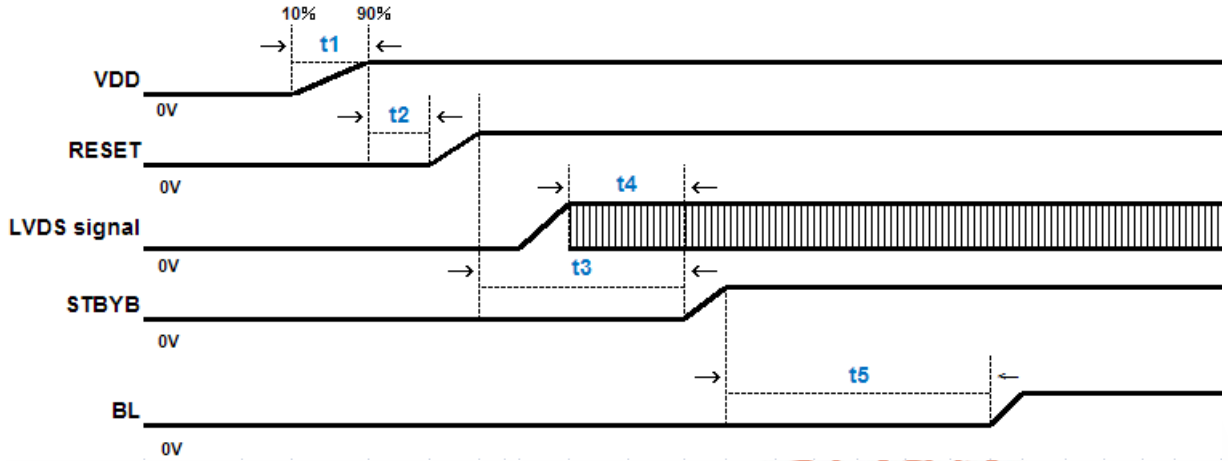 10% 90%
t1
VDD
0V
t2
RESET
0V
t4
LVDS signal
0V
t3
STBYB
0V
t5
BL
0V